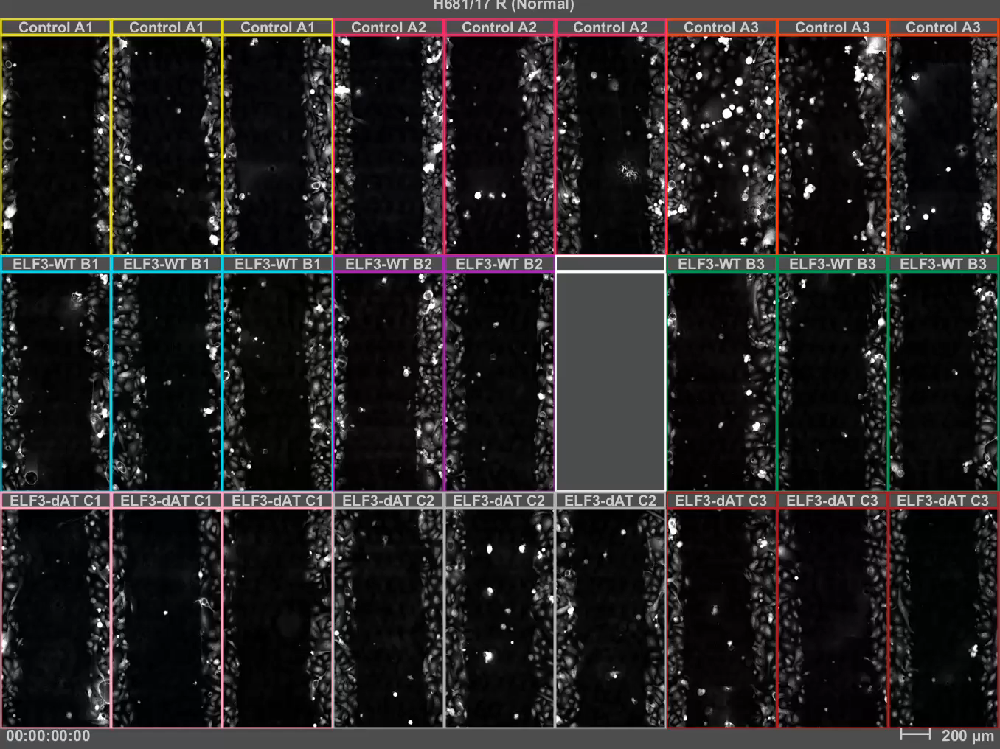 H681/17 R (Normal)
Control A1 Control A1 Control A1 Control A2 Control A2 Control A2 Control A3 Control A3 Control A3
ELF3-WT B1 ELF3-WT B1 ELF3-WT B1 ELF3-WT B2 ELF3-WT B2 ELF3-WT B3 ELF3-WT B3 ELF3-WT B3
ELF3-dAT C1 ELF3-dAT C1 ELF3-dAT C1 ELF3-dAT C2 ELF3-dAT C2 ELF3-dAT C2 ELF3-dAT C3 ELF3-dAT C3 ELF3-dAT C3
00:00:00:00 200 µm